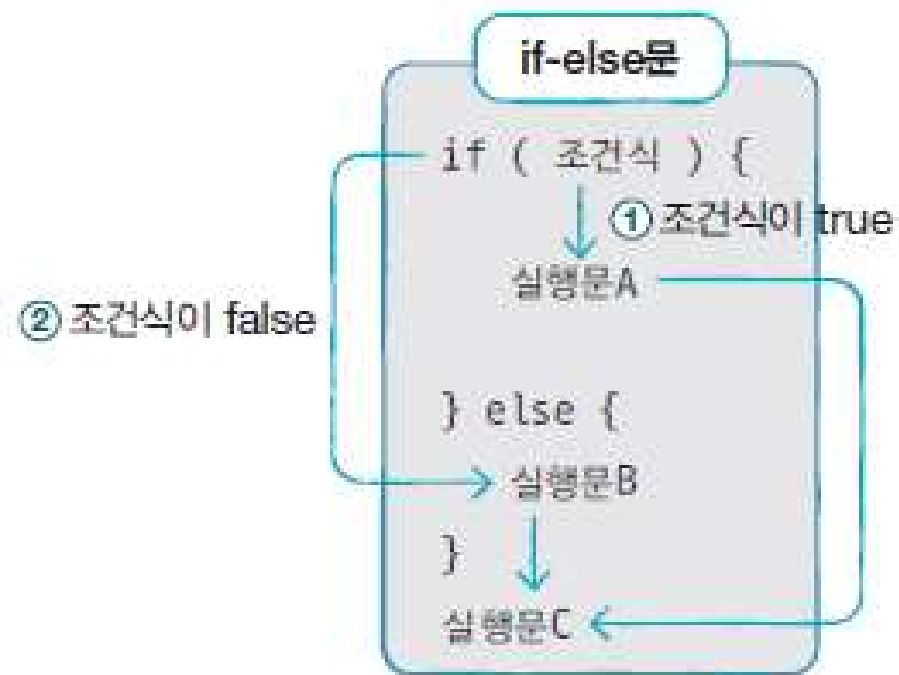 if-else문
if ( 조건식 ) {
① 조건식이 true
실행문A
② 조건식이 false
} else {
실행문B
}
실행문C